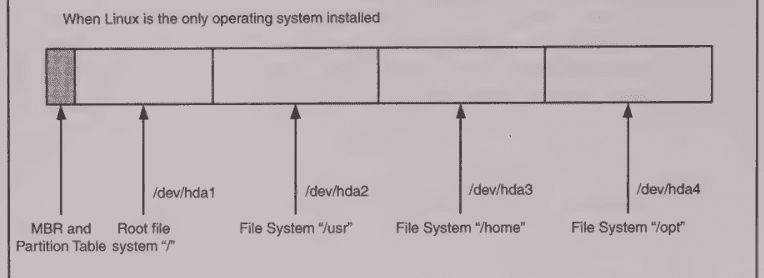 When Linux is the only operating system installed
/dev/hda1
/dev/hda2
/dev/hda3
/dev/hda4
MBR and
Partition Table
Root file
system "/"
File System "/usr"
File System "/home"
File System "/opt"